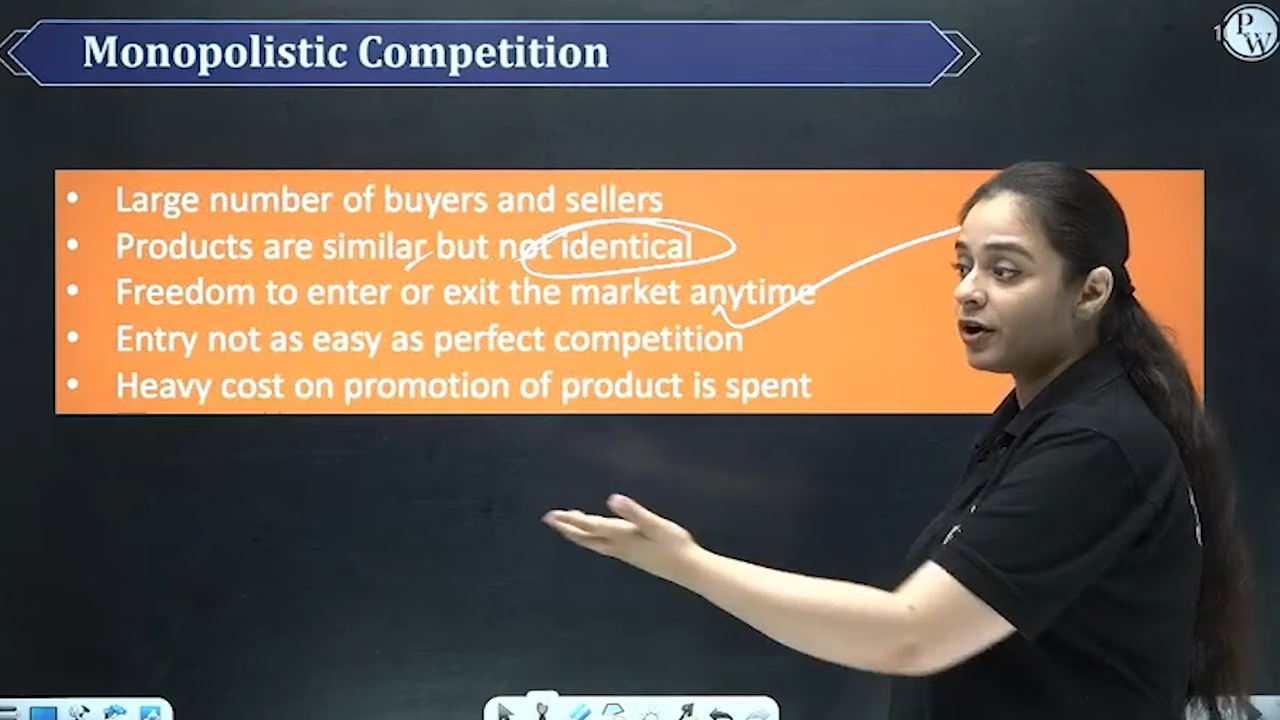 Monopolistic Competition
1
P
W
• Large number of buyers and sellers
• Products are similar but not identical
• Freedom to enter or exit the market anytime
• Entry not as easy as perfect competition
• Heavy cost on promotion of product is spent